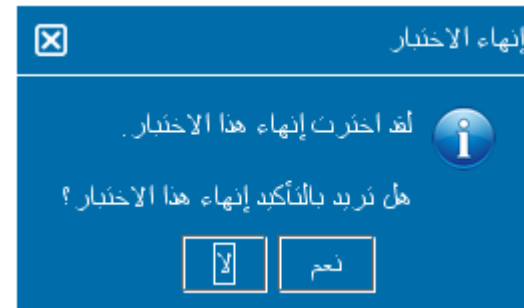 إنهاء الاختبار
لقد اخترت إنهاء هذا الاختبار.
هل تريد بالتأكيد إنهاء هذا الاختبار؟
نعم
لا